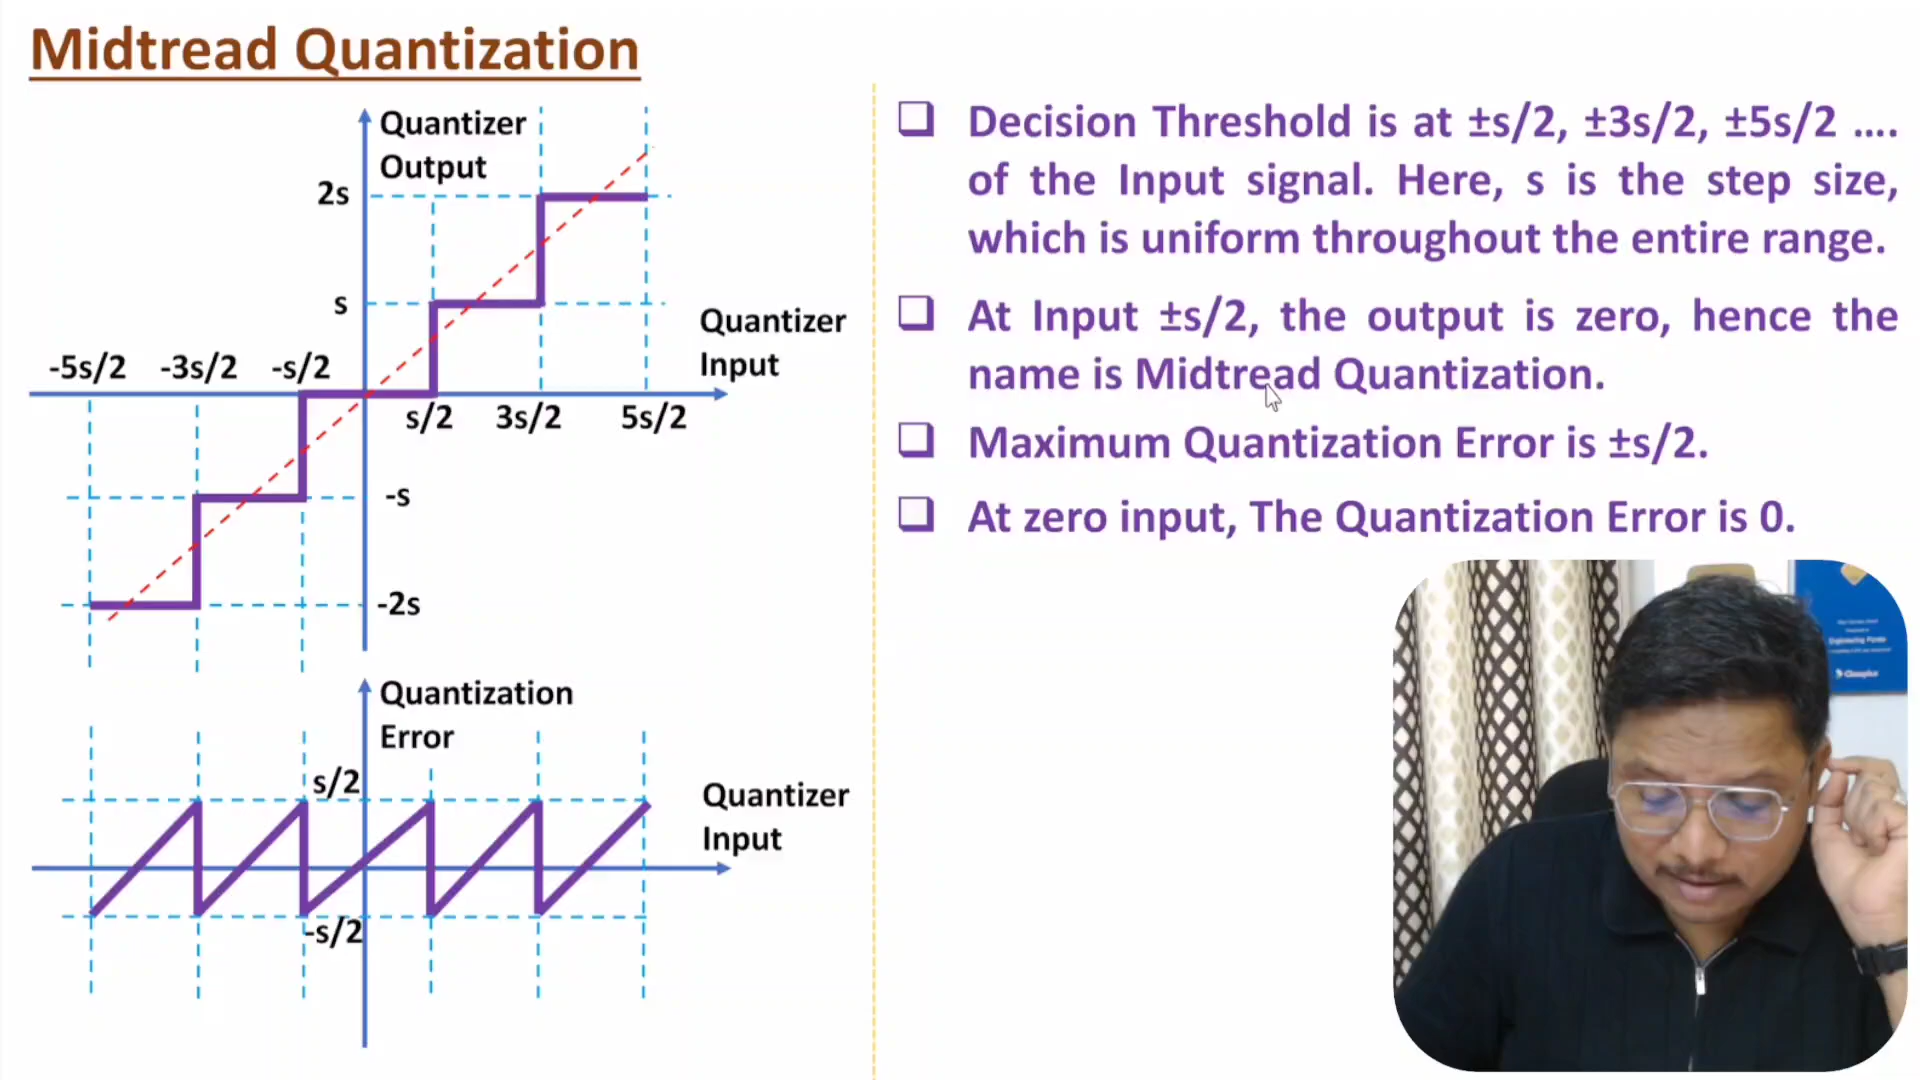 Midtread Quantization
Quantizer
Output
2s
s
Quantizer
Input
-5s/2 -3s/2 -s/2
s/2 3s/2 5s/2
-s
-2s
Quantization
Error
s/2
Quantizer
Input
-s/2
❑ Decision Threshold is at ±s/2, ±3s/2, ±5s/2 ....
of the Input signal. Here, s is the step size,
which is uniform throughout the entire range.
❑ At Input ±s/2, the output is zero, hence the
name is Midtread Quantization.
❑ Maximum Quantization Error is ±s/2.
❑ At zero input, The Quantization Error is 0.
Engineering Funda
Classplus